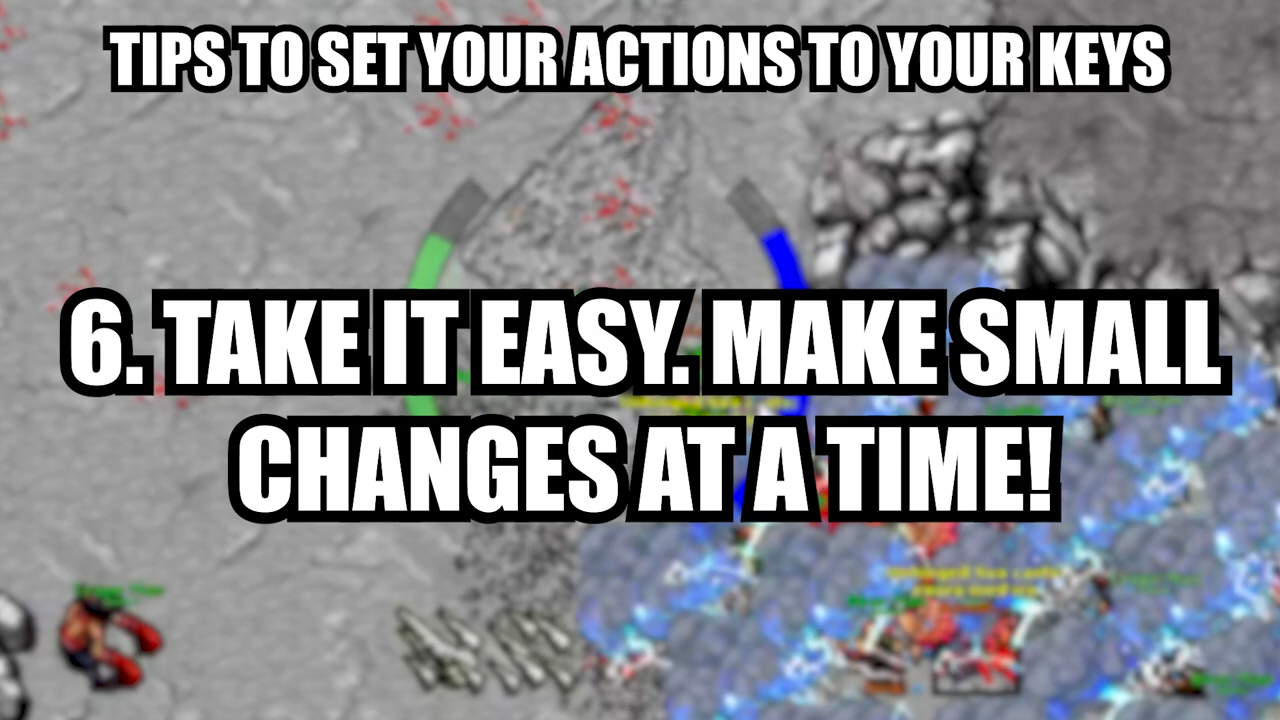 TIPS TO SET YOUR ACTIONS TO YOUR KEYS
6. TAKE IT EASY. MAKE SMALL
CHANGES AT A TIME!